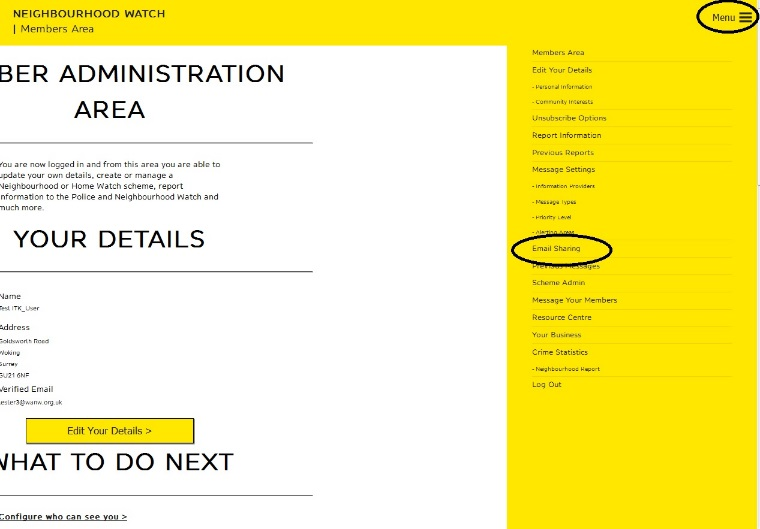 NEIGHBOURHOOD WATCH
| Members Area
Menu
BER ADMINISTRATION
AREA
You are now logged in and from this area you are able to
update your own details, create or manage a
Neighbourhood or Home Watch scheme, report
information to the Police and Neighbourhood Watch and
much more.
YOUR DETAILS
Name
Test ITK_User
Address
Goldsworth Road
Woking
Surrey
GU21 6NF
Verified Email
tester3@wanw.org.uk
Edit Your Details >
WHAT TO DO NEXT
Configure who can see you >
Members Area
Edit Your Details
- Personal Information
- Community Interests
Unsubscribe Options
Report Information
Previous Reports
Message Settings
- Information Providers
- Message Types
- Priority Level
- Alerting Areas
Email Sharing
Previous Messages
Scheme Admin
Message Your Members
Resource Centre
Your Business
Crime Statistics
- Neighbourhood Report
Log Out